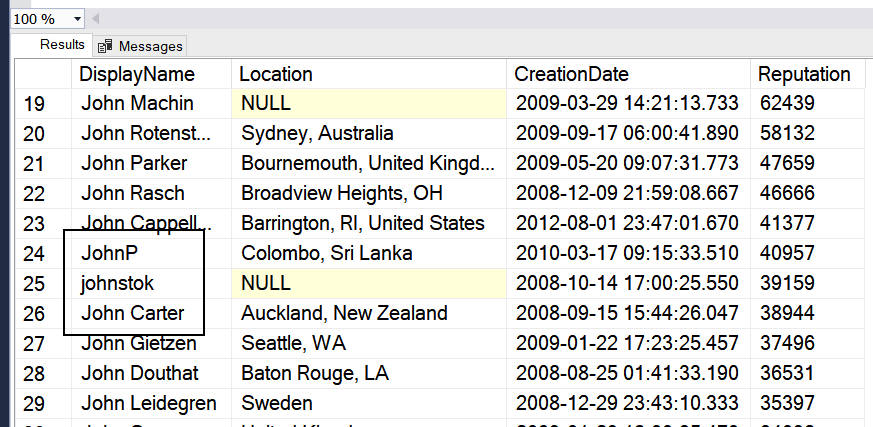 100 %
Results Messages
DisplayName Location CreationDate Reputation
19 John Machin NULL 2009-03-29 14:21:13.733 62439
20 John Rotenst... Sydney, Australia 2009-09-17 06:00:41.890 58132
21 John Parker Bournemouth, United Kingd... 2009-05-20 09:07:31.773 47659
22 John Rasch Broadview Heights, OH 2008-12-09 21:59:08.667 46666
23 John Cappell... Barrington, RI, United States 2012-08-01 23:47:01.670 41377
24 JohnP Colombo, Sri Lanka 2010-03-17 09:15:33.510 40957
25 johnstok NULL 2008-10-14 17:00:25.550 39159
26 John Carter Auckland, New Zealand 2008-09-15 15:44:26.047 38944
27 John Gietzen Seattle, WA 2009-01-22 17:23:25.457 37496
28 John Douthat Baton Rouge, LA 2008-08-25 01:41:33.190 36531
29 John Leidegren Sweden 2008-12-29 23:43:10.333 35397